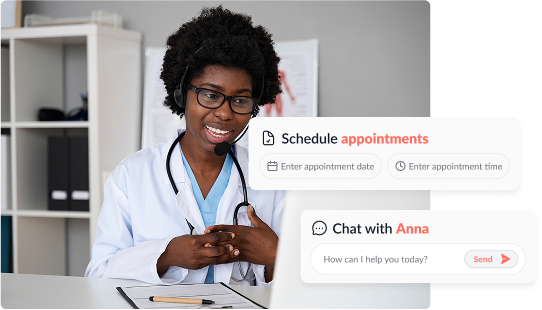 Schedule appointments
Enter appointment date
Enter appointment time
Chat with Anna
How can I help you today?
Send